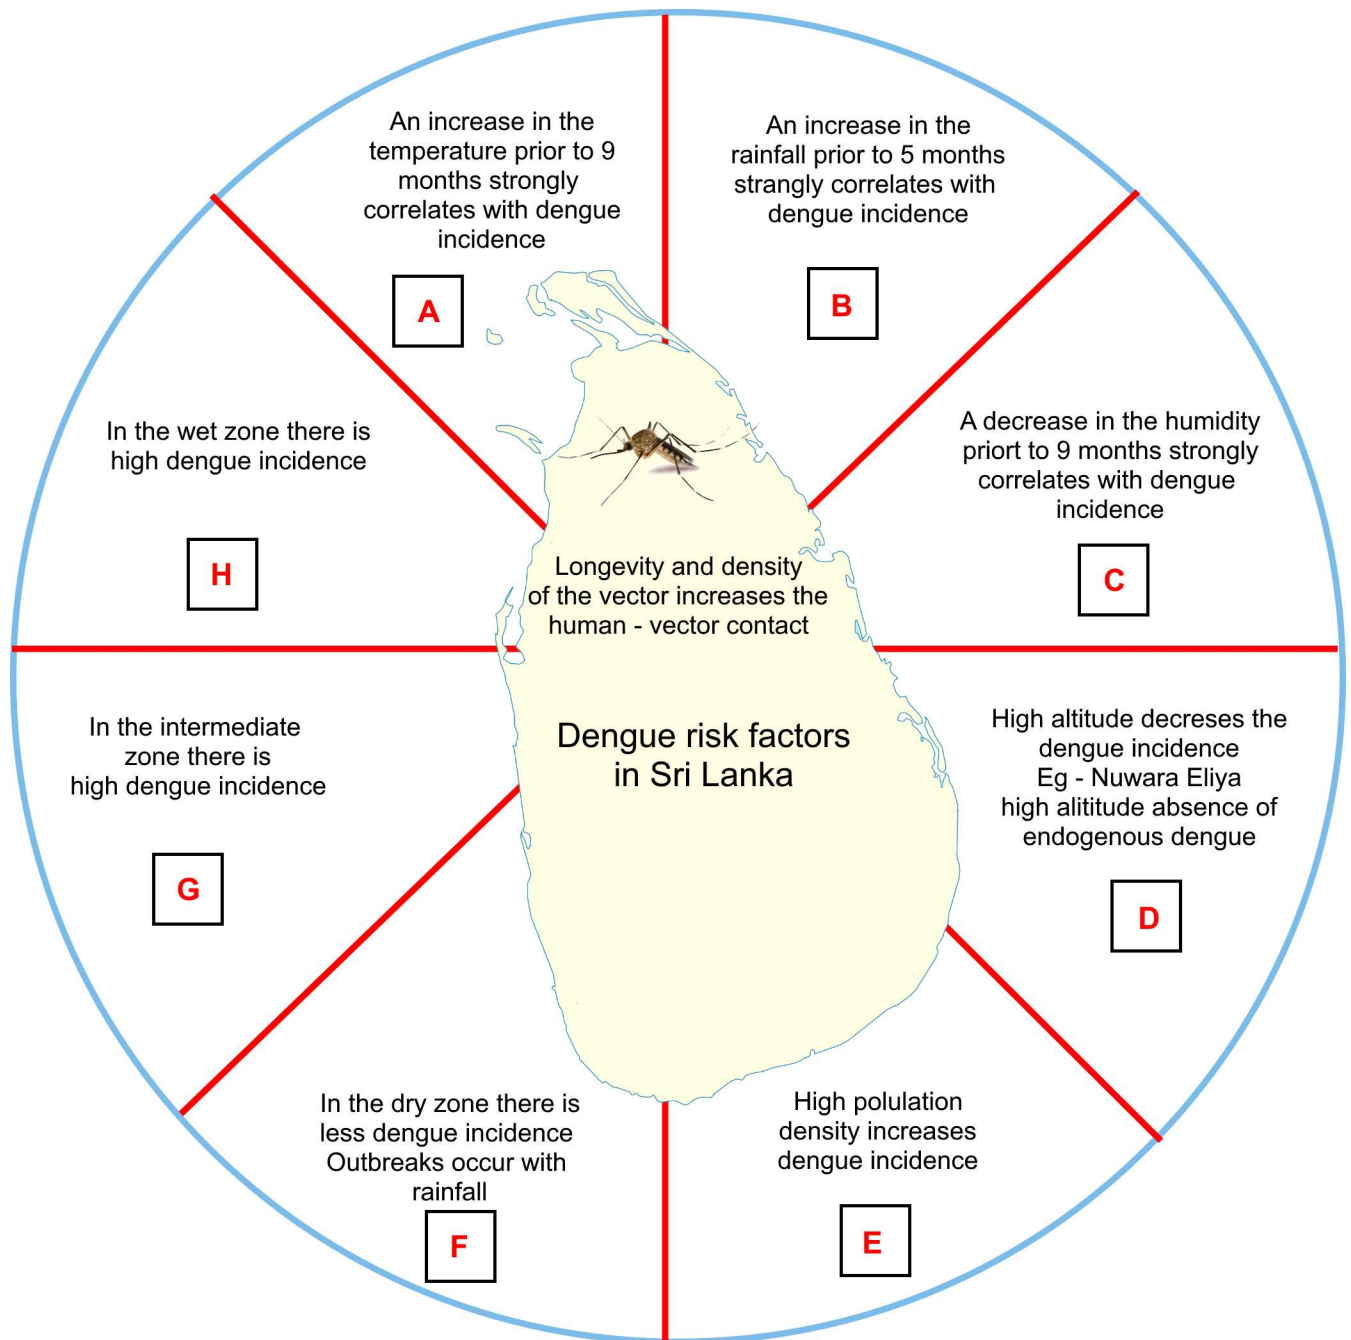 An increase in the
temperature prior to 9
months strongly
correlates with dengue
incidence
A
An increase in the
rainfall prior to 5 months
strangly correlates with
dengue incidence
B
A decrease in the humidity
priort to 9 months strongly
correlates with dengue
incidence
C
High altitude decreses the
dengue incidence
Eg - Nuwara Eliya
high alititude absence of
endogenous dengue
D
High polulation
density increases
dengue incidence
E
In the dry zone there is
less dengue incidence
Outbreaks occur with
rainfall
F
In the intermediate
zone there is
high dengue incidence
G
In the wet zone there is
high dengue incidence
H
Longevity and density
of the vector increases the
human - vector contact
Dengue risk factors
in Sri Lanka